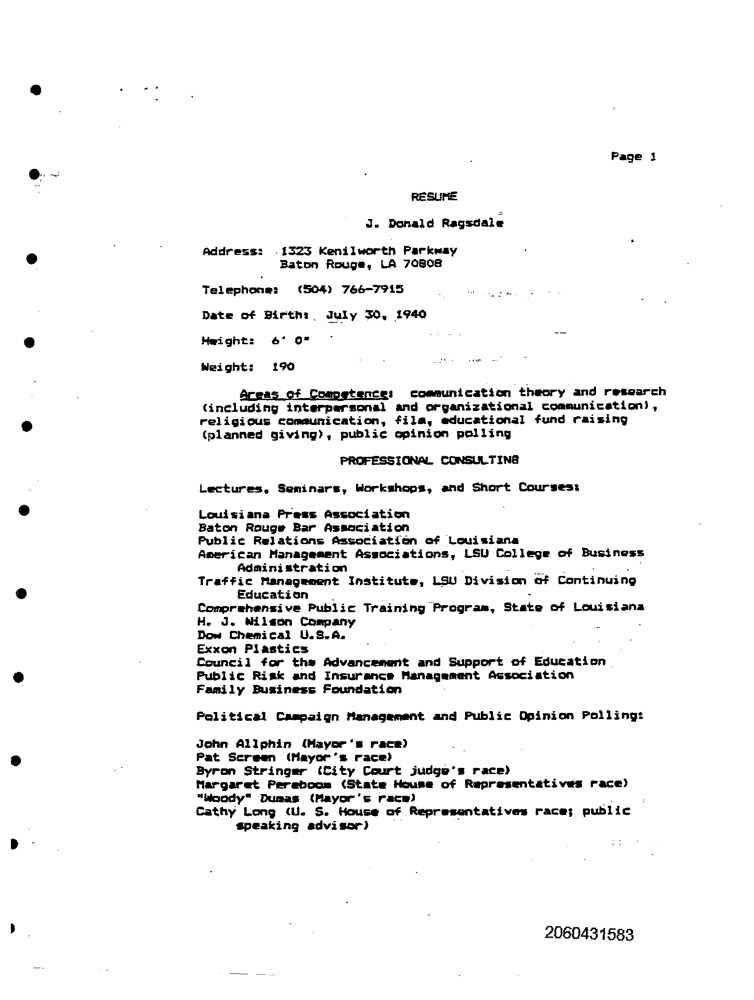 Page 1
RESUME
J. Donald Ragsdale
Address: 1323 Kenilworth Parkway
Baton Rouge, LA 70808
Telephone: (504) 766-7915
Date of Birth: July 30, 1940
Height: 6' 0"
Weight: 190
Areas of Competence: communication theory and research
(including interpersonal and organizational communication),
religious communication, film, educational fund raising
(planned giving), public opinion polling
PROFESSIONAL CONSULTING
Lectures, Seminars, Workshops, and Short Courses:
Louisiana Press Association
Baton Rouge Bar Association
Public Relations Association of Louisiana
American Management Associations, LSU College of Business
Administration
Traffic Management Institute, LSU Division of Continuing
Education
Comprehensive Public Training Program, State of Louisiana
H. J. Wilson Company
Dow Chemical U.S.A.
Exxon Plastics
Council for the Advancement and Support of Education
Public Risk and Insurance Management Association
Family Business Foundation
Political Campaign Management and Public Opinion Polling:
John Allphin (Mayor's race)
Pat Screen (Mayor's race)
Byron Stringer (City Court judge's race)
Margaret Pereboom (State House of Representatives race)
"Woody" Dumas (Mayor's race)
Cathy Long (U. S. House of Representatives race; public
speaking advisor)
2060431583